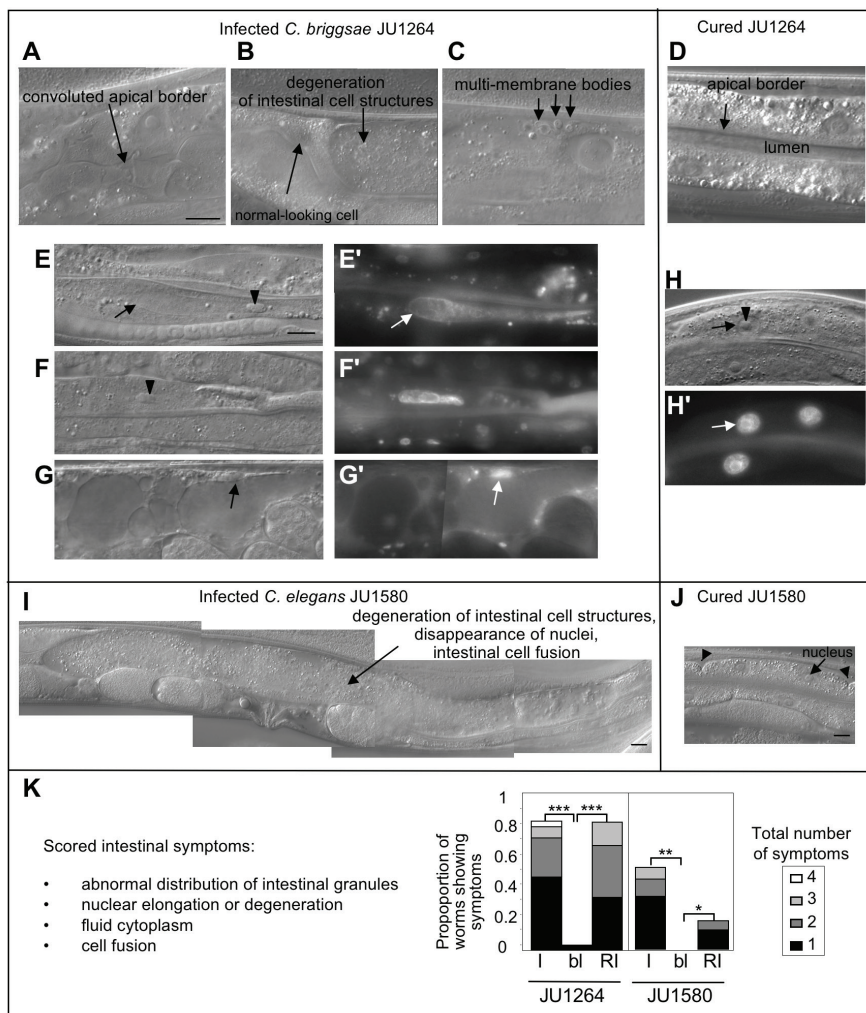 Infected C. briggsae JU1264
Cured JU1264
A
convoluted apical border
B
degeneration
of intestinal cell structures
normal-looking cell
C
multi-membrane bodies
D
apical border
lumen
E
E'
F
F'
G
G'
H
H'
I
Infected C. elegans JU1580
degeneration of intestinal cell structures,
disappearance of nuclei,
intestinal cell fusion
J
Cured JU1580
nucleus
K
Scored intestinal symptoms:
• abnormal distribution of intestinal granules
• nuclear elongation or degeneration
• fluid cytoplasm
• cell fusion
Propoportion of
worms showing
symptoms
1
0.8
0.6
0.4
0.2
0
*** ***
**
*
I bI RI I bI RI
JU1264 JU1580
Total number
of symptoms
4
3
2
1